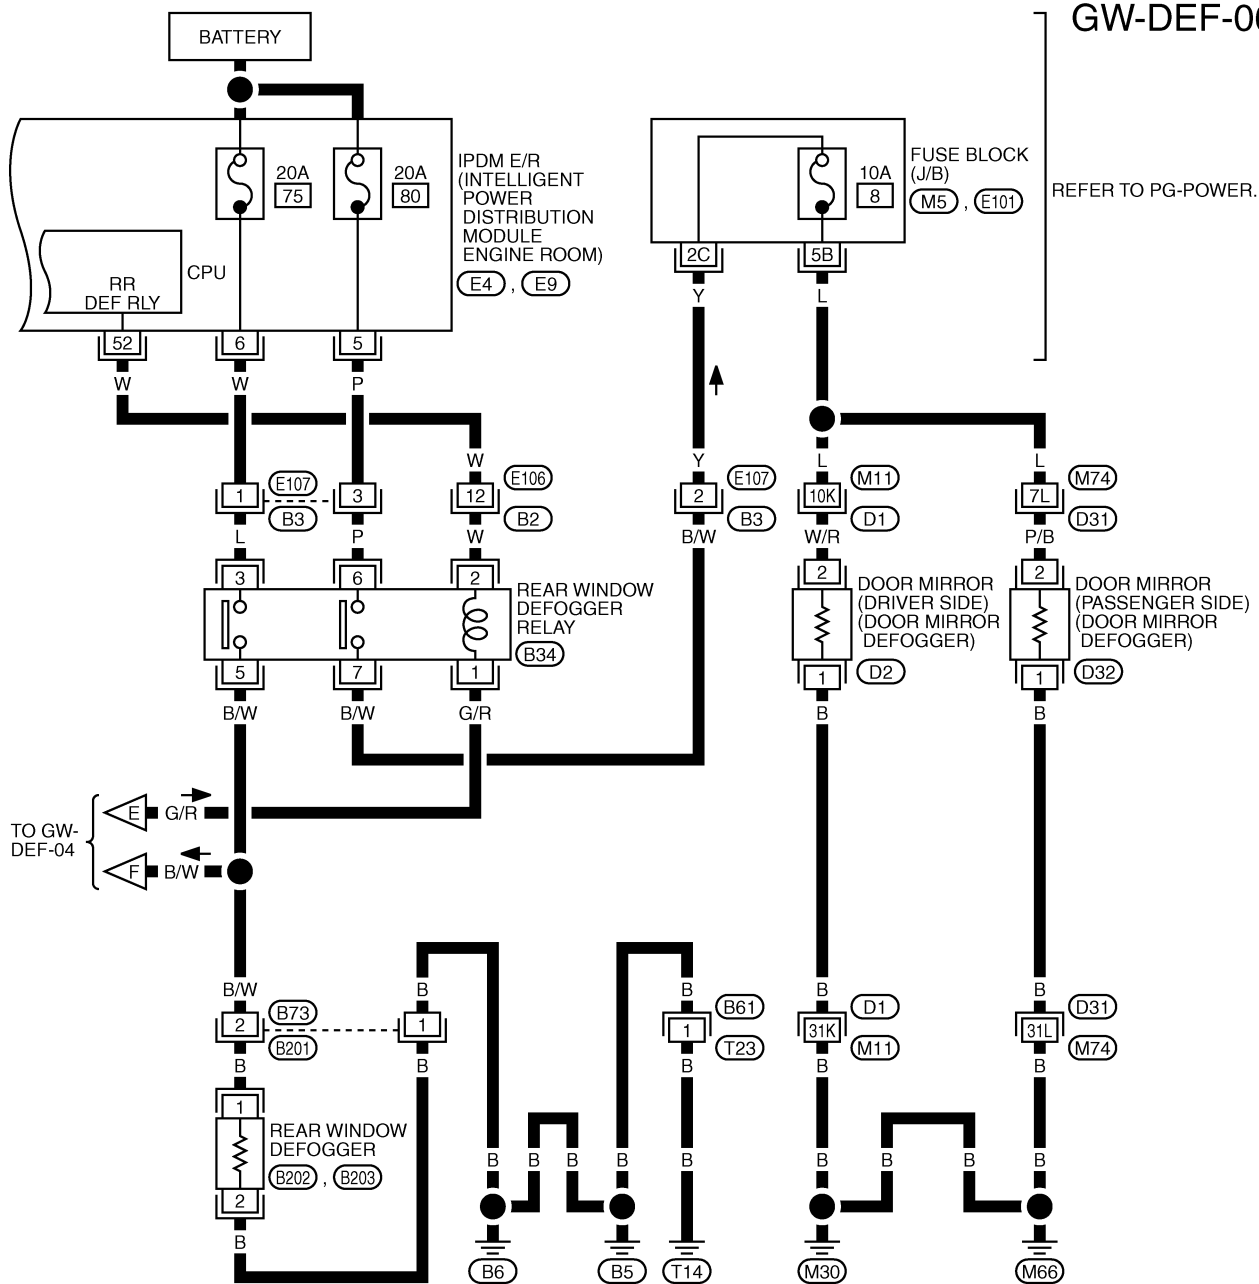 GW-DEF-0
BATTERY
20A
75
20A
80
IPDM E/R
(INTELLIGENT
POWER
DISTRIBUTION
MODULE
ENGINE ROOM)
E4 , E9
CPU
RR
DEF RLY
52
6
5
10A
8
FUSE BLOCK
(J/B)
M5 , E101
REFER TO PG-POWER.
2C
5B
W
W
P
Y
L
W
Y
L
L
1
E107
B3
3
12
E106
B2
2
E107
B3
10K
M11
D1
7L
M74
D31
L
P
W
B/W
W/R
P/B
3
6
2
REAR WINDOW
DEFOGGER
RELAY
B34
5
7
1
2
DOOR MIRROR
(DRIVER SIDE)
(DOOR MIRROR
DEFOGGER)
1
D2
2
DOOR MIRROR
(PASSENGER SIDE)
(DOOR MIRROR
DEFOGGER)
1
D32
B/W
B/W
G/R
B
B
TO GW-
DEF-04
E
G/R
F
B/W
B/W
B
B
B
B
2
B73
B201
1
1
B61
T23
31K
D1
M11
31L
D31
M74
B
B
B
B
B
1
REAR WINDOW
DEFOGGER
B202 , B203
2
B
B
B
B
B
B
B
B
B
B
B6
B5
T14
M30
M66